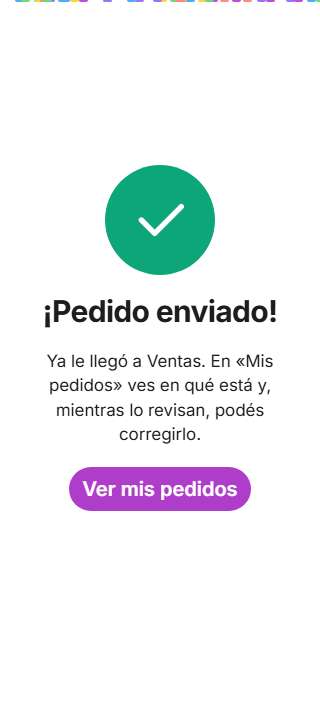 ¡Pedido enviado!
Ya le llegó a Ventas. En «Mis
pedidos» ves en qué está y,
mientras lo revisan, podés
corregirlo.
Ver mis pedidos